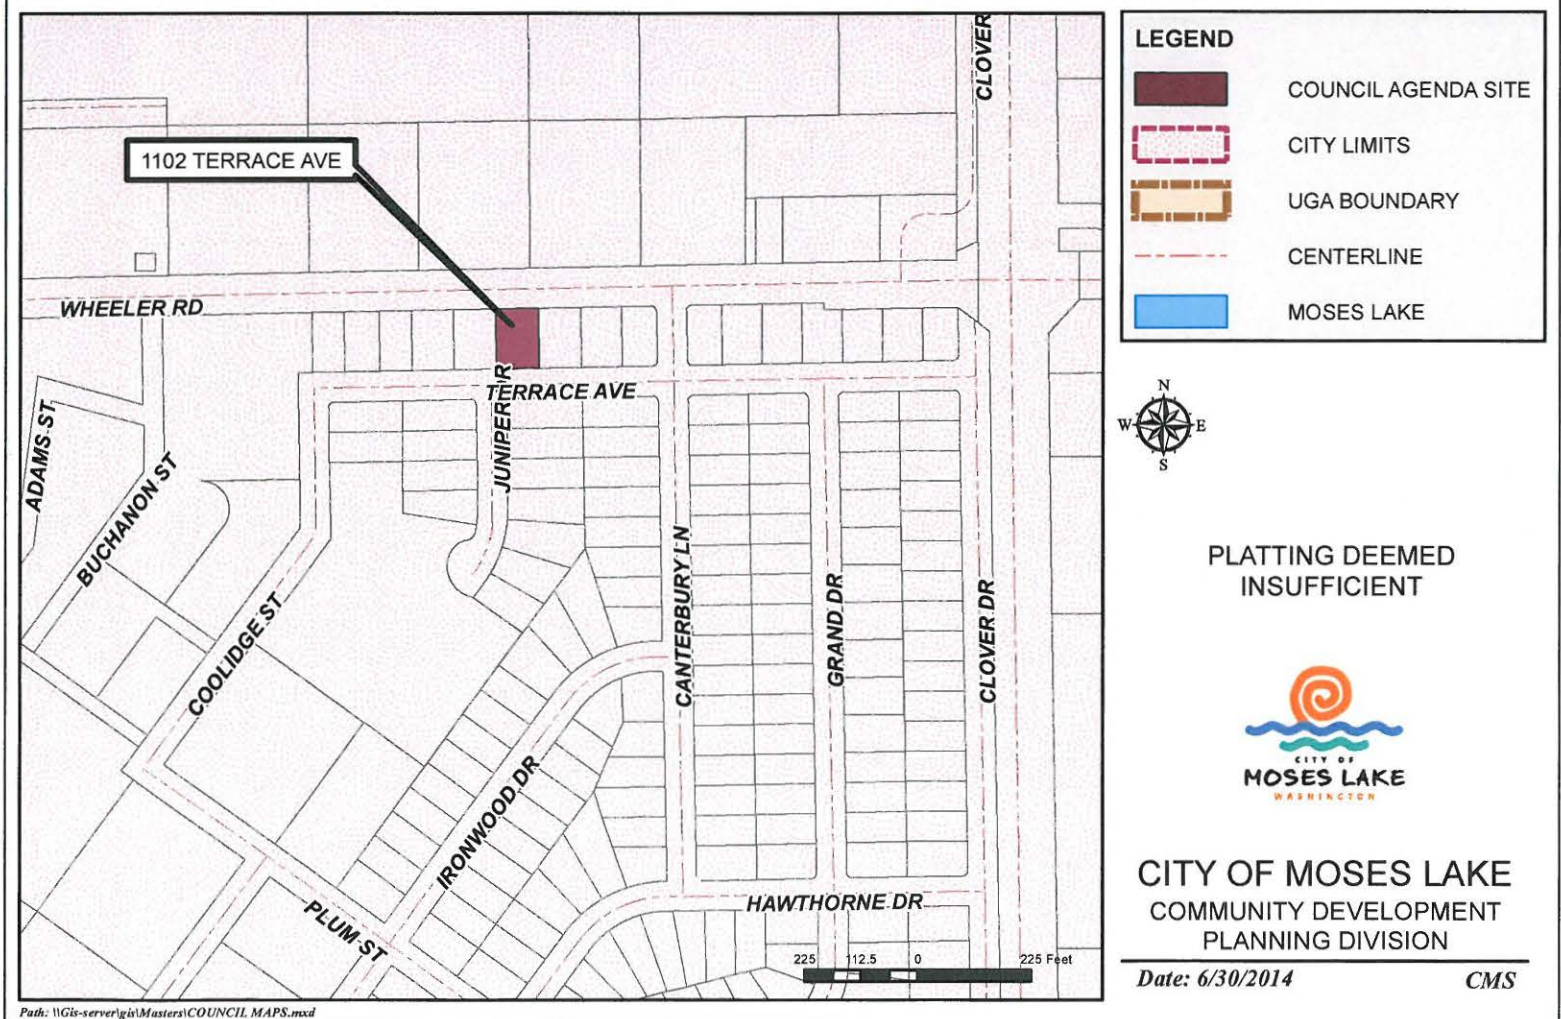 CLOVER
1102 TERRACE AVE
WHEELER RD
TERRACE AVE
JUNIPER DR
ADAMS ST
BUCHANON ST
COOLIDGE ST
CANTERBURY LN
GRAND DR
CLOVER DR
IRONWOOD DR
PLUM ST
HAWTHORNE DR
225 112.5 0 225 Feet
LEGEND
COUNCIL AGENDA SITE
CITY LIMITS
UGA BOUNDARY
CENTERLINE
MOSES LAKE
N
W E
S
PLATTING DEEMED
INSUFFICIENT
CITY OF
MOSES LAKE
WASHINGTON
CITY OF MOSES LAKE
COMMUNITY DEVELOPMENT
PLANNING DIVISION
Date: 6/30/2014 CMS
Path: \\Gis-server\gis\Masters\COUNCIL MAPS.mxd